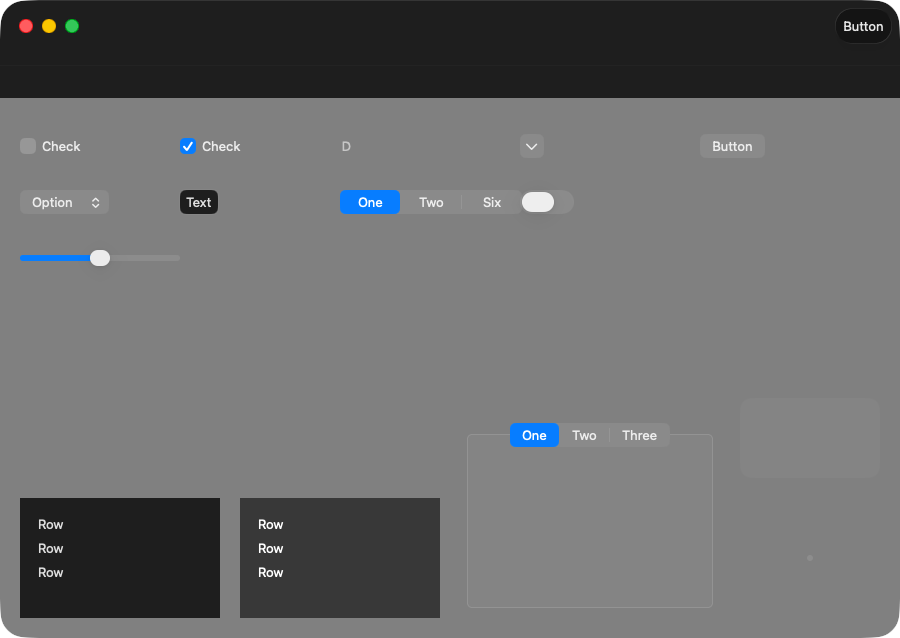 Button
Check
Check
D
Button
Option
Text
One
Two
Six
One
Two
Three
Row
Row
Row
Row
Row
Row